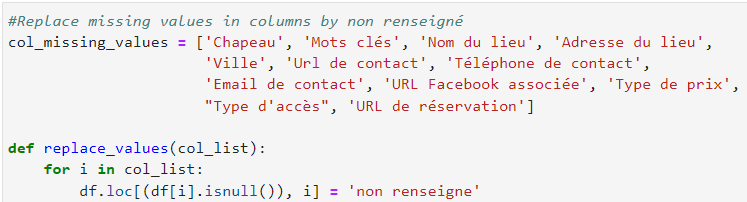 #Replace missing values in columns by non renseigné
col_missing_values = ['Chapeau', 'Mots clés', 'Nom du lieu', 'Adresse du lieu',
                      'Ville', 'Url de contact', 'Téléphone de contact',
                      'Email de contact', 'URL Facebook associée', 'Type de prix',
                      "Type d'accès", 'URL de réservation']

def replace_values(col_list):
    for i in col_list:
        df.loc[(df[i].isnull()), i] = 'non renseigne'